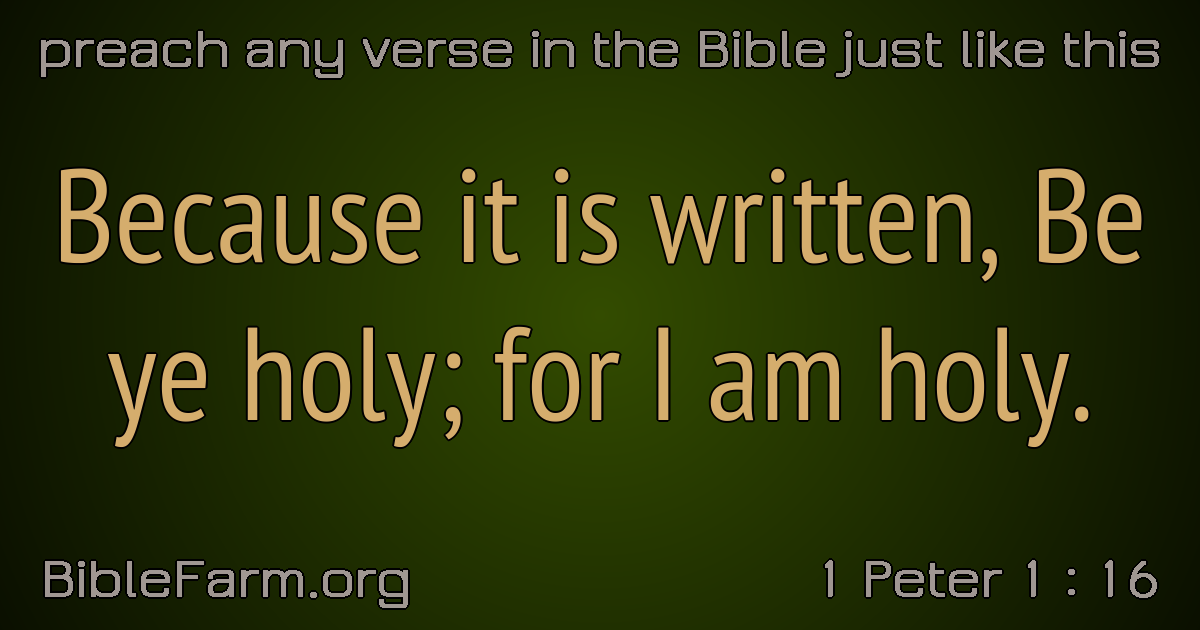 preach any verse in the Bible just like this
Because it is written, Be
ye holy; for I am holy.
BibleFarm.org
1 Peter 1 : 16